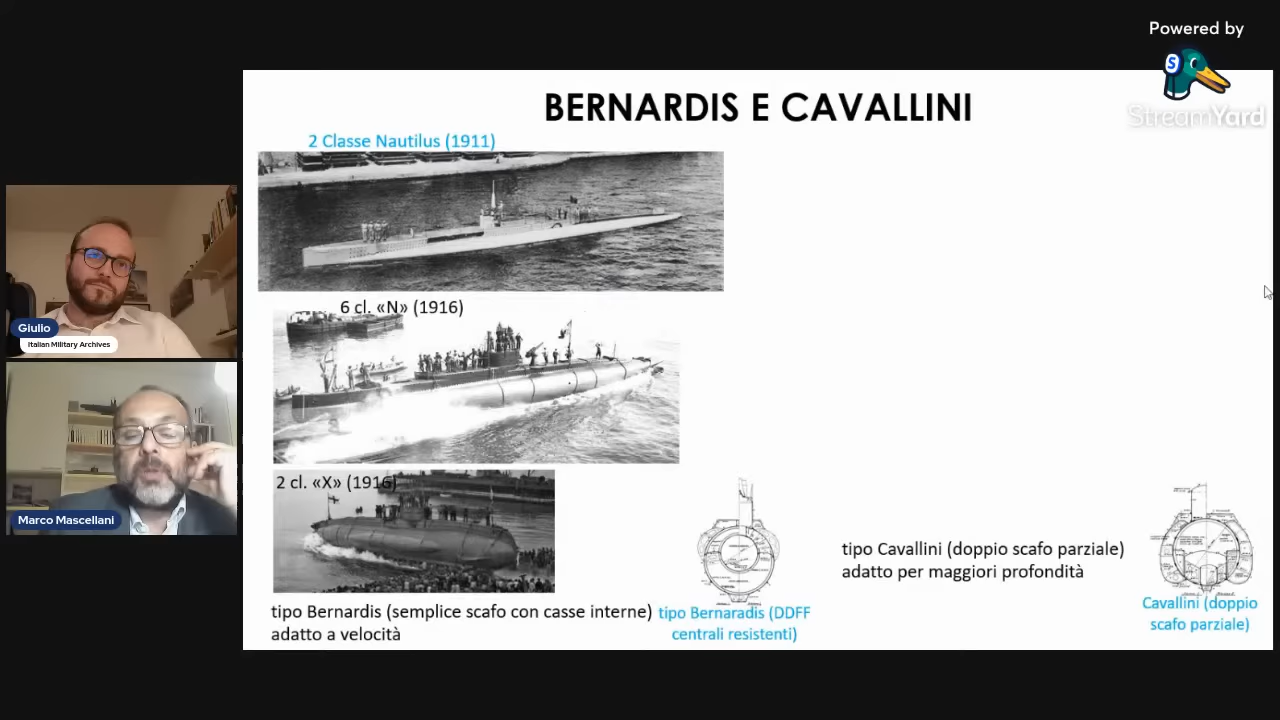 Powered by
StreamYard
BERNARDIS E CAVALLINI
2 Classe Nautilus (1911)
6 cl. «N» (1916)
2 cl. «X» (1916)
tipo Bernardis (semplice scafo con casse interne)
adatto a velocità
tipo Bernaradis (DDFF
centrali resistenti)
tipo Cavallini (doppio scafo parziale)
adatto per maggiori profondità
Cavallini (doppio
scafo parziale)
Giulio
Italian Military Archives
Marco Mascellani